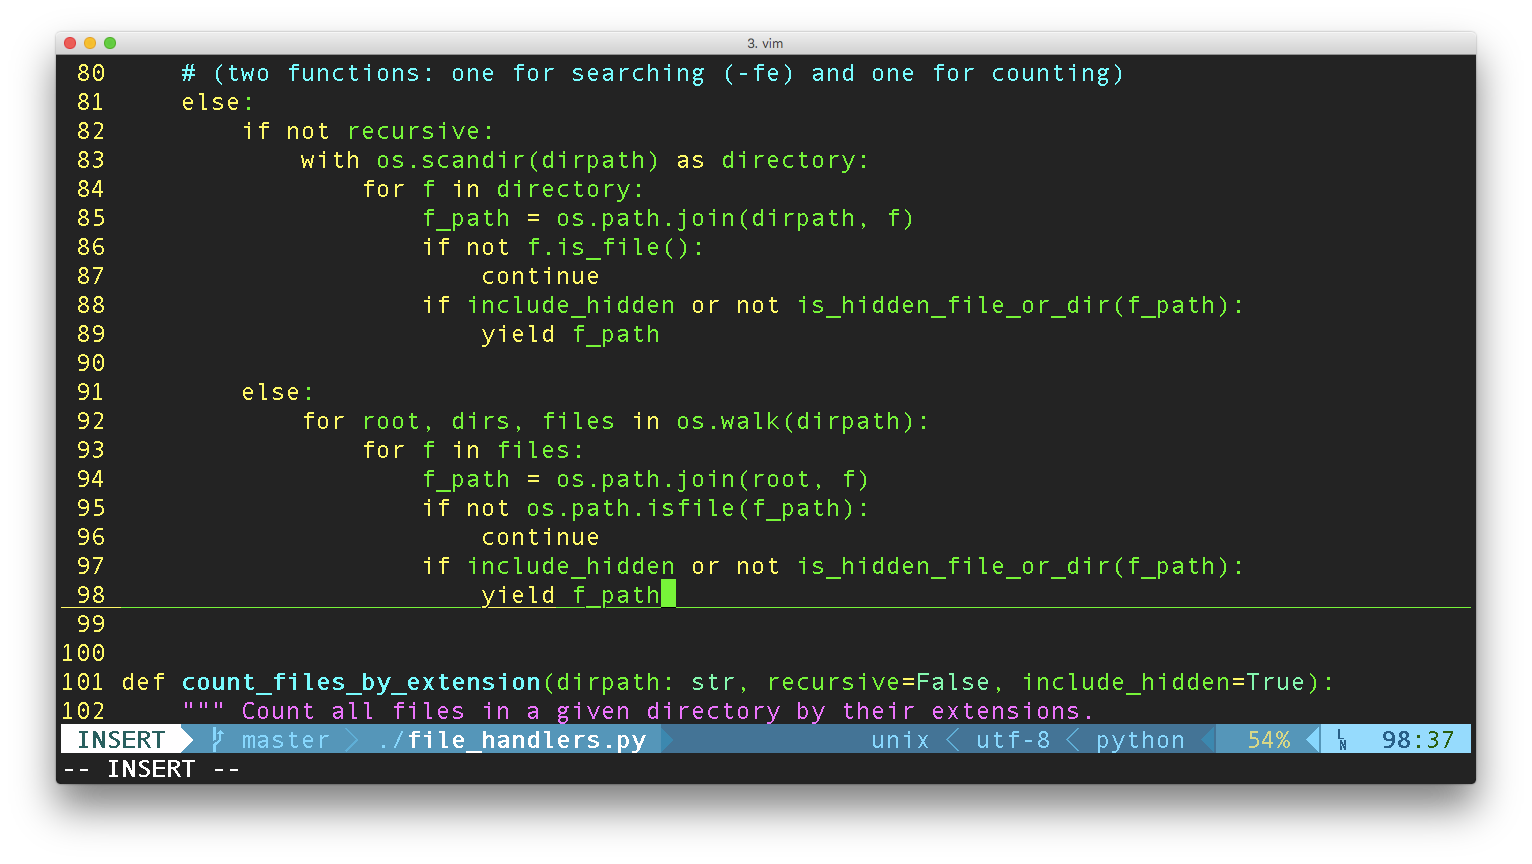 3. vim
80     # (two functions: one for searching (-fe) and one for counting)
81     else:
82         if not recursive:
83             with os.scandir(dirpath) as directory:
84                 for f in directory:
85                     f_path = os.path.join(dirpath, f)
86                     if not f.is_file():
87                         continue
88                     if include_hidden or not is_hidden_file_or_dir(f_path):
89                         yield f_path
90
91         else:
92             for root, dirs, files in os.walk(dirpath):
93                 for f in files:
94                     f_path = os.path.join(root, f)
95                     if not os.path.isfile(f_path):
96                         continue
97                     if include_hidden or not is_hidden_file_or_dir(f_path):
98                         yield f_path
99
100
101 def count_files_by_extension(dirpath: str, recursive=False, include_hidden=True):
102     """ Count all files in a given directory by their extensions.
INSERT master ./file_handlers.py unix utf-8 python 54% LN 98:37
-- INSERT --